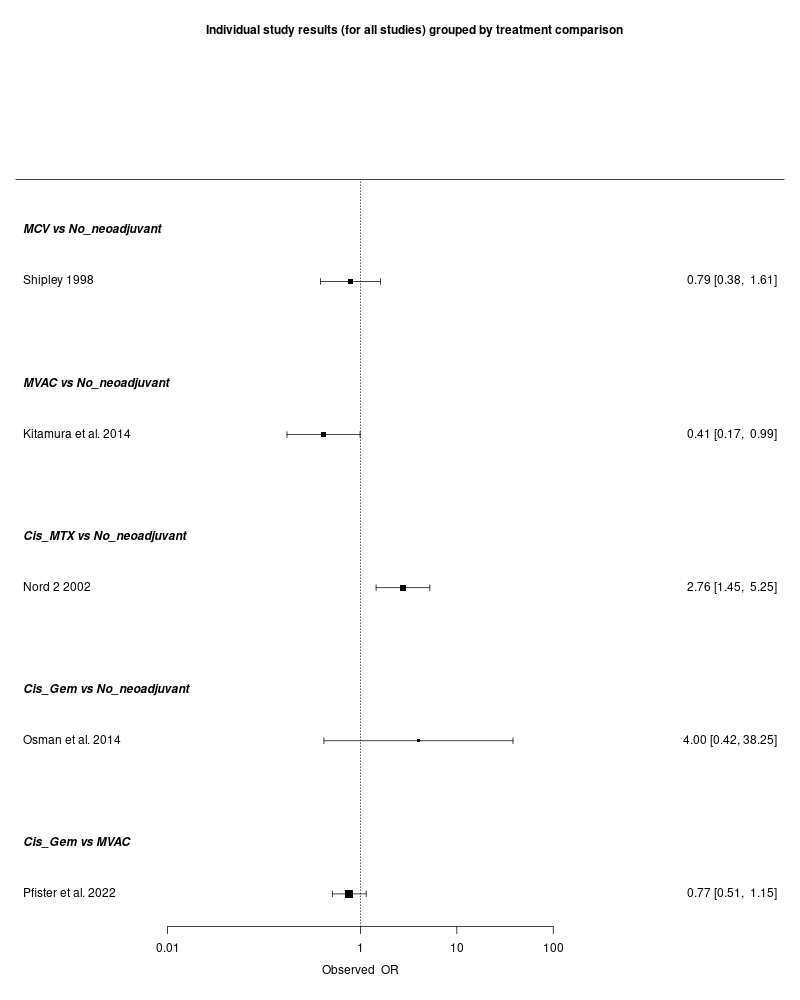 Individual study results (for all studies) grouped by treatment comparison
MCV vs No_neoadjuvant
Shipley 1998 0.79 [0.38, 1.61]
MVAC vs No_neoadjuvant
Kitamura et al. 2014 0.41 [0.17, 0.99]
Cis_MTX vs No_neoadjuvant
Nord 2 2002 2.76 [1.45, 5.25]
Cis_Gem vs No_neoadjuvant
Osman et al. 2014 4.00 [0.42, 38.25]
Cis_Gem vs MVAC
Pfister et al. 2022 0.77 [0.51, 1.15]
0.01 1 10 100
Observed OR